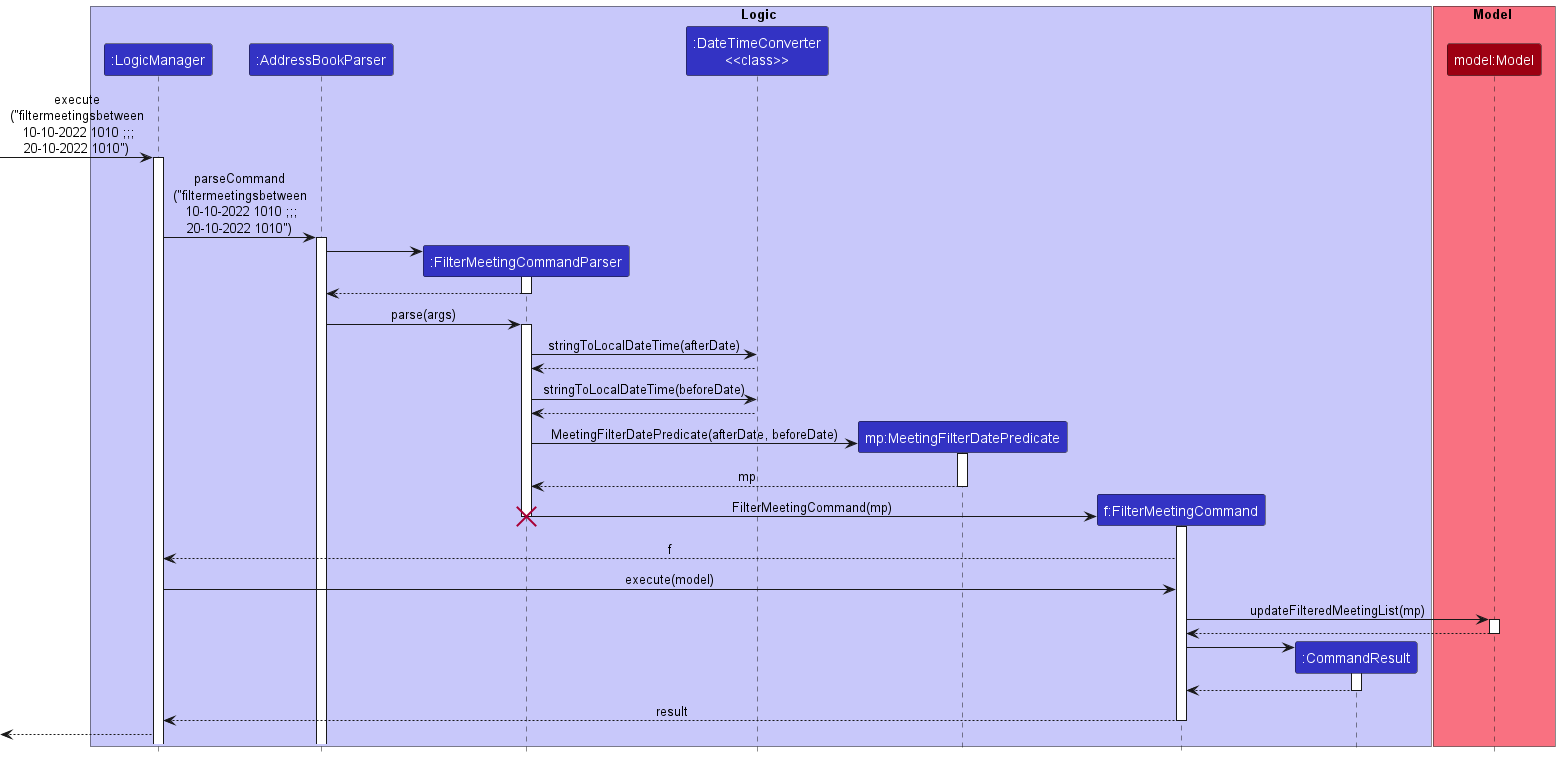 Logic
Model
:LogicManager
:AddressBookParser
:DateTimeConverter
<<class>>
model:Model
execute
("filtermeetingsbetween
10-10-2022 1010 ;;;
20-10-2022 1010")
parseCommand
("filtermeetingsbetween
10-10-2022 1010 ;;;
20-10-2022 1010")
:FilterMeetingCommandParser
parse(args)
stringToLocalDateTime(afterDate)
stringToLocalDateTime(beforeDate)
MeetingFilterDatePredicate(afterDate, beforeDate)
mp:MeetingFilterDatePredicate
mp
FilterMeetingCommand(mp)
f:FilterMeetingCommand
f
execute(model)
updateFilteredMeetingList(mp)
:CommandResult
result